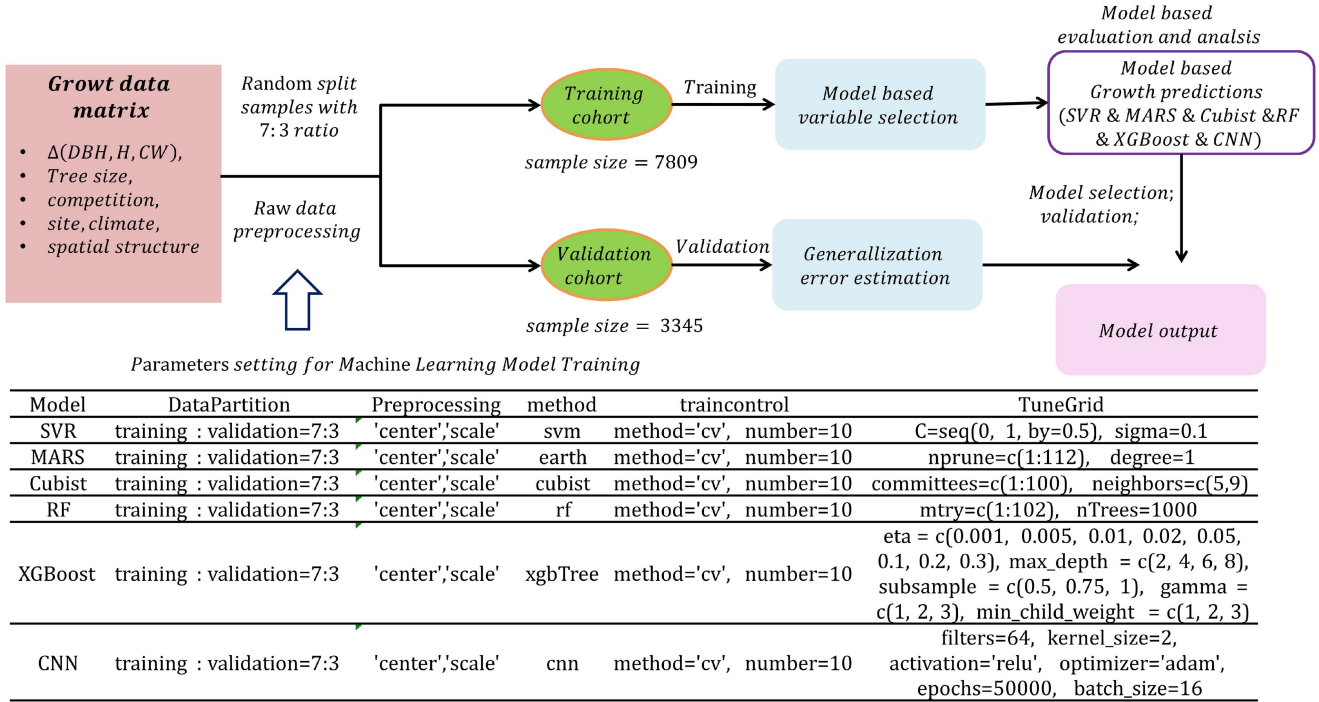 Growt data
matrix
• Δ(DBH, H, CW),
• Tree size,
• competition,
• site, climate,
• spatial structure
Random split
samples with
7: 3 ratio
Raw data
preprocessing
Training
cohort
sample size = 7809
Training
Model based
variable selection
Model based
evaluation and analsis
Model based
Growth predictions
(SVR & MARS & Cubist &RF
& XGBoost & CNN)
Model selection;
validation;
Validation
cohort
sample size = 3345
Validation
Generallization
error estimation
Model output
Parameters setting for Machine Learning Model Training
Model DataPartition Preprocessing method traincontrol TuneGrid
SVR training : validation=7:3 'center','scale' svm method='cv', number=10 C=seq(0, 1, by=0.5), sigma=0.1
MARS training : validation=7:3 'center','scale' earth method='cv', number=10 nprune=c(1:112), degree=1
Cubist training : validation=7:3 'center','scale' cubist method='cv', number=10 committees=c(1:100), neighbors=c(5,9)
RF training : validation=7:3 'center','scale' rf method='cv', number=10 mtry=c(1:102), nTrees=1000
XGBoost training : validation=7:3 'center','scale' xgbTree method='cv', number=10
eta = c(0.001, 0.005, 0.01, 0.02, 0.05,
0.1, 0.2, 0.3), max_depth = c(2, 4, 6, 8),
subsample = c(0.5, 0.75, 1), gamma =
c(1, 2, 3), min_child_weight = c(1, 2, 3)
CNN training : validation=7:3 'center','scale' cnn method='cv', number=10
filters=64, kernel_size=2,
activation='relu', optimizer='adam',
epochs=50000, batch_size=16